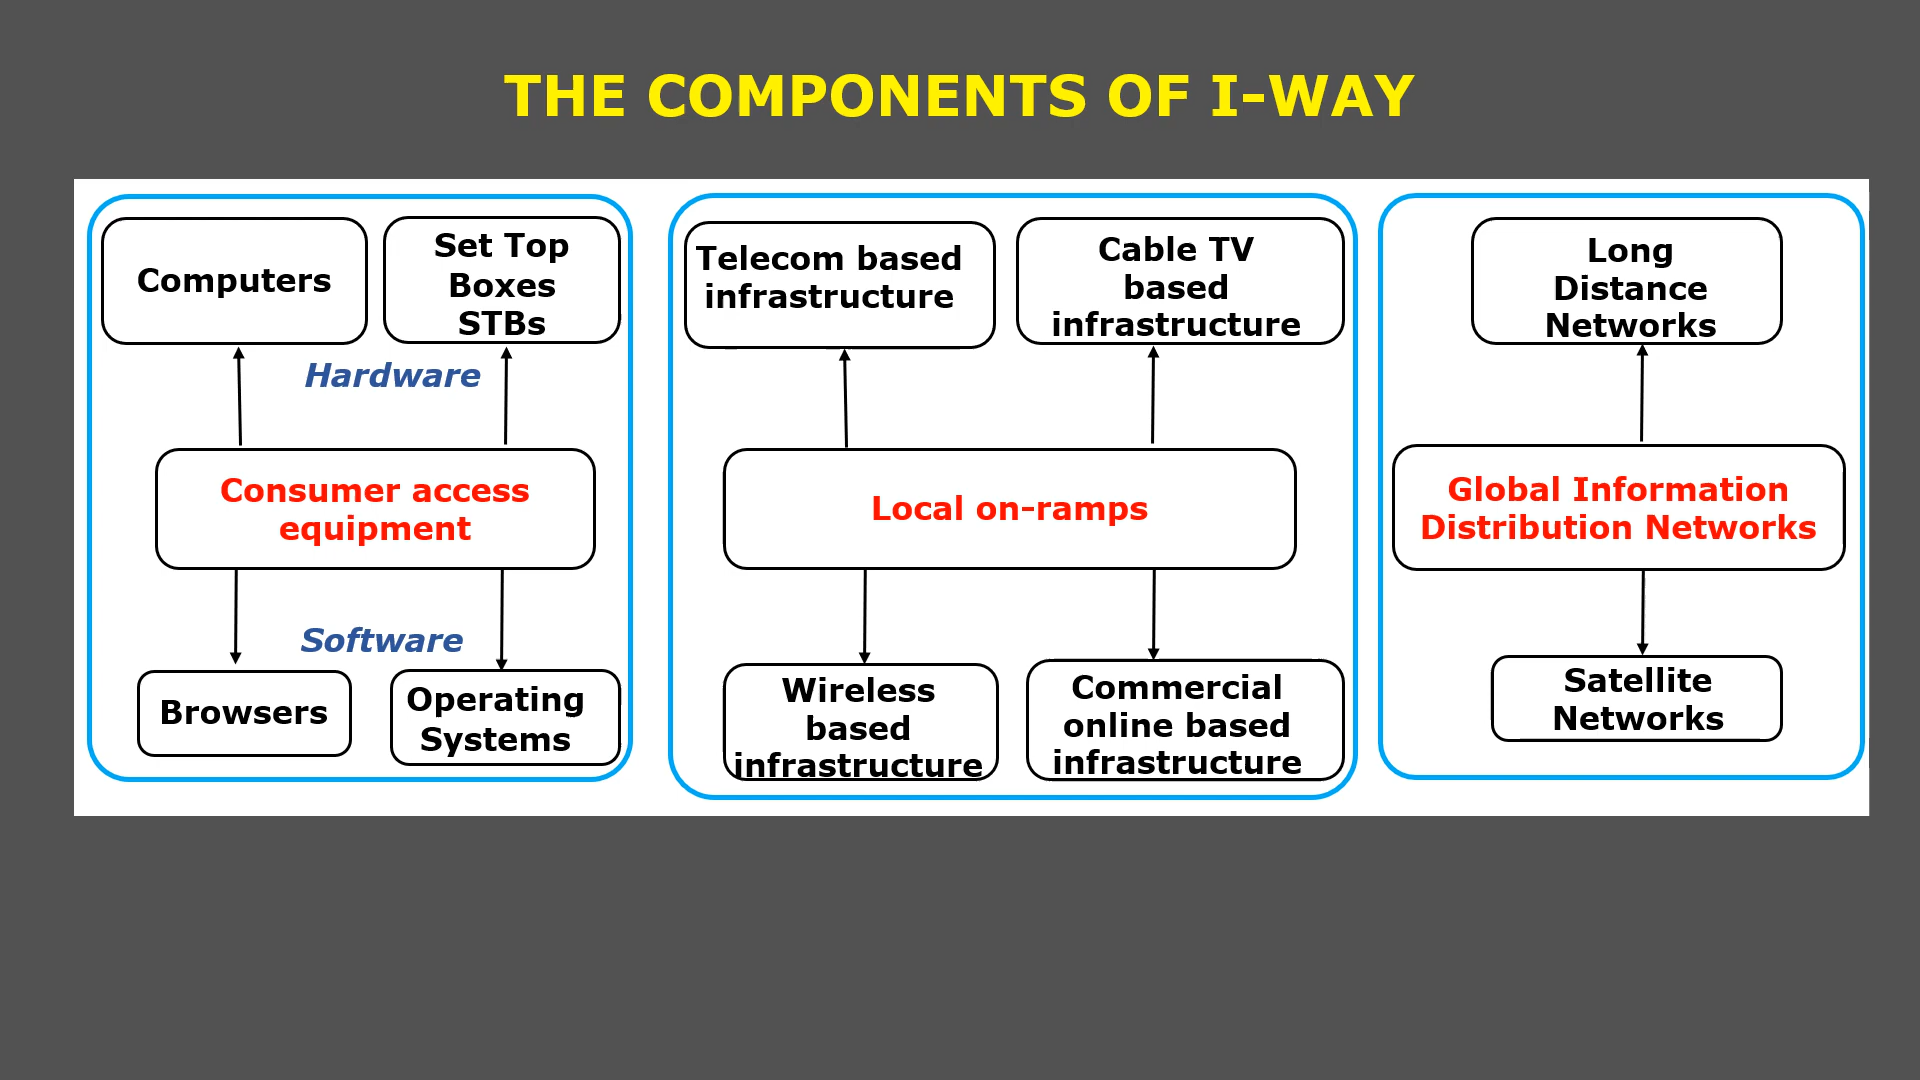 THE COMPONENTS OF I-WAY
Computers
Set Top
Boxes
STBs
Hardware
Consumer access
equipment
Software
Browsers
Operating
Systems
Telecom based
infrastructure
Cable TV
based
infrastructure
Local on-ramps
Wireless
based
infrastructure
Commercial
online based
infrastructure
Long
Distance
Networks
Global Information
Distribution Networks
Satellite
Networks